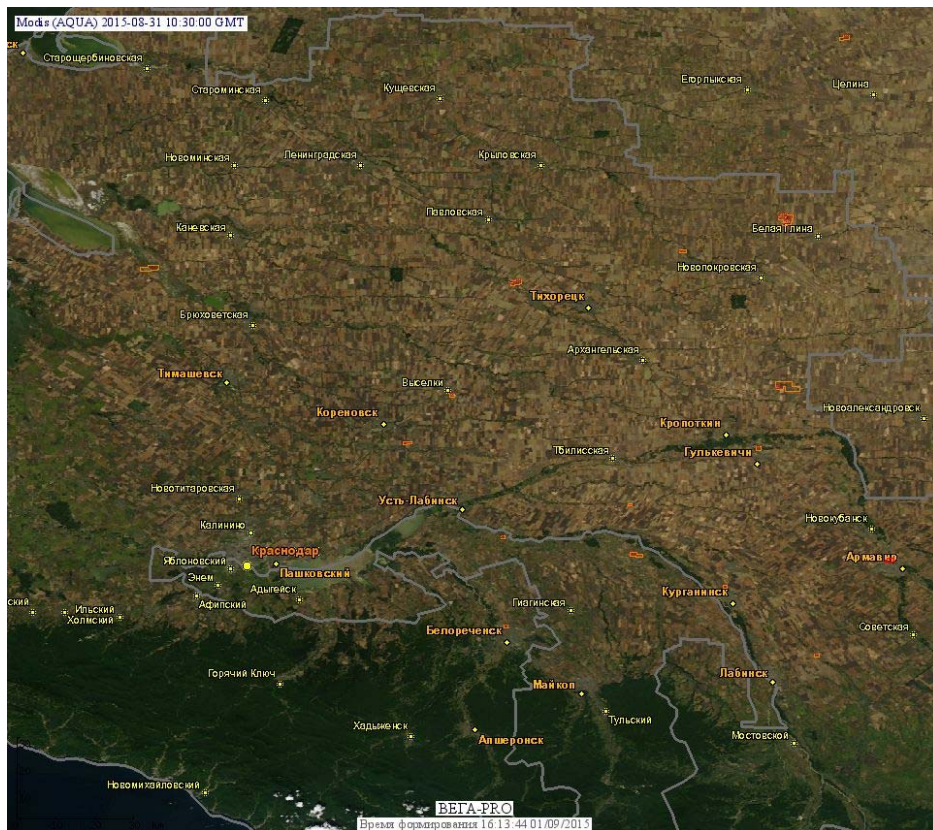 Modis (AQUA) 2015-08-31 10:30:00 GMT
ск
Старощербиновская
Староминская
Кущевская
Егорлыкская
Целина
Новоминская
Ленинградская
Крыловская
Каневская
Павловская
Белая Глина
Новопокровская
Тихорецк
Брюховетская
Архангельская
Тимашевск
Выселки
Кореновск
Новоалександровск
Кропоткин
Гулькевичи
Тбилисская
Новотитаровская
Усть-Лабинск
Калинино
Новокубанск
Краснодар
Яблоновский
Пашковский
Энем
Адыгейск
Армавир
Курганинск
ский
Ильский
Холмский
Афипский
Гиагинская
Белореченск
Советская
Горячий Ключ
Майкоп
Лабинск
Хадыженск
Тульский
Апшеронск
Мостовской
Новомихайловский
ВЕГА-PRO
Время формирования 16:13:44 01/09/2015